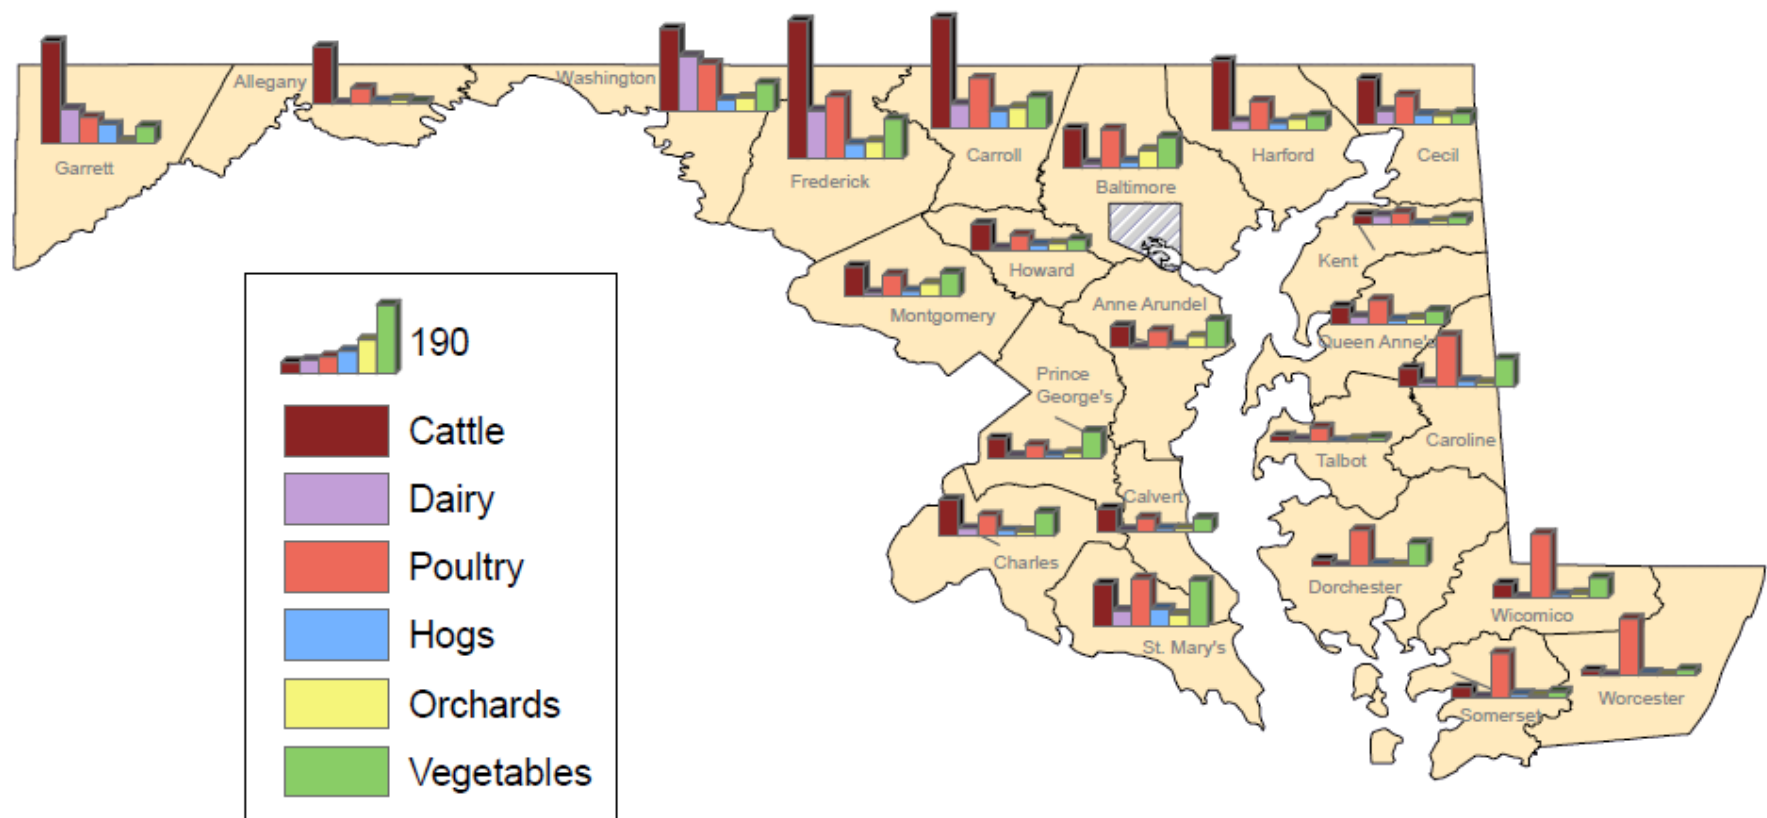 Allegany
Washington
Garrett
Frederick
Carroll
Baltimore
Harford
Cecil
Kent
Howard
Montgomery
Anne Arundel
Queen Anne's
Prince
George's
Caroline
Talbot
Calvert
Charles
Dorchester
St. Mary's
Wicomico
Somerset
Worcester
190
Cattle
Dairy
Poultry
Hogs
Orchards
Vegetables